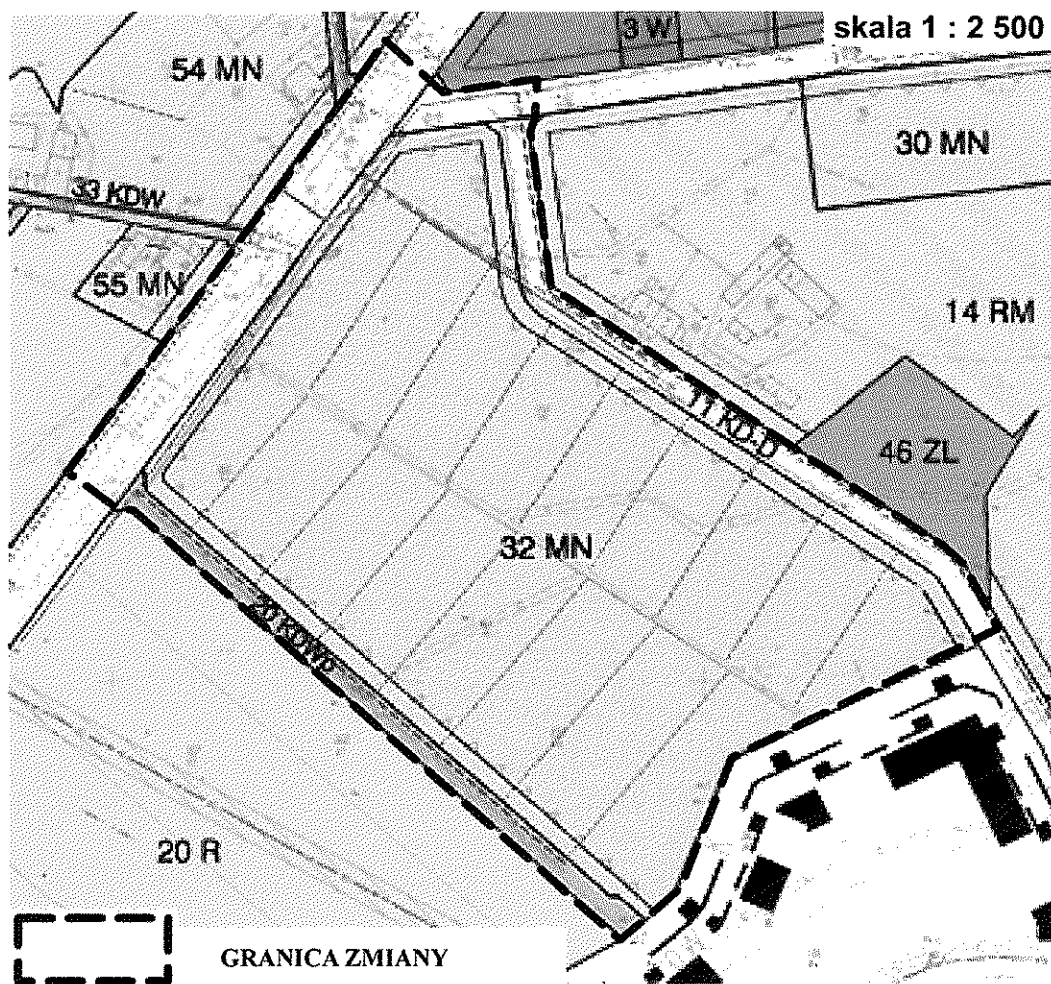 skala 1 : 2 500
3 W
54 MN
30 MN
33 KDW
55 MN
14 RM
11 KD-D
46 ZL
32 MN
20 KDWp
20 R
GRANICA ZMIANY